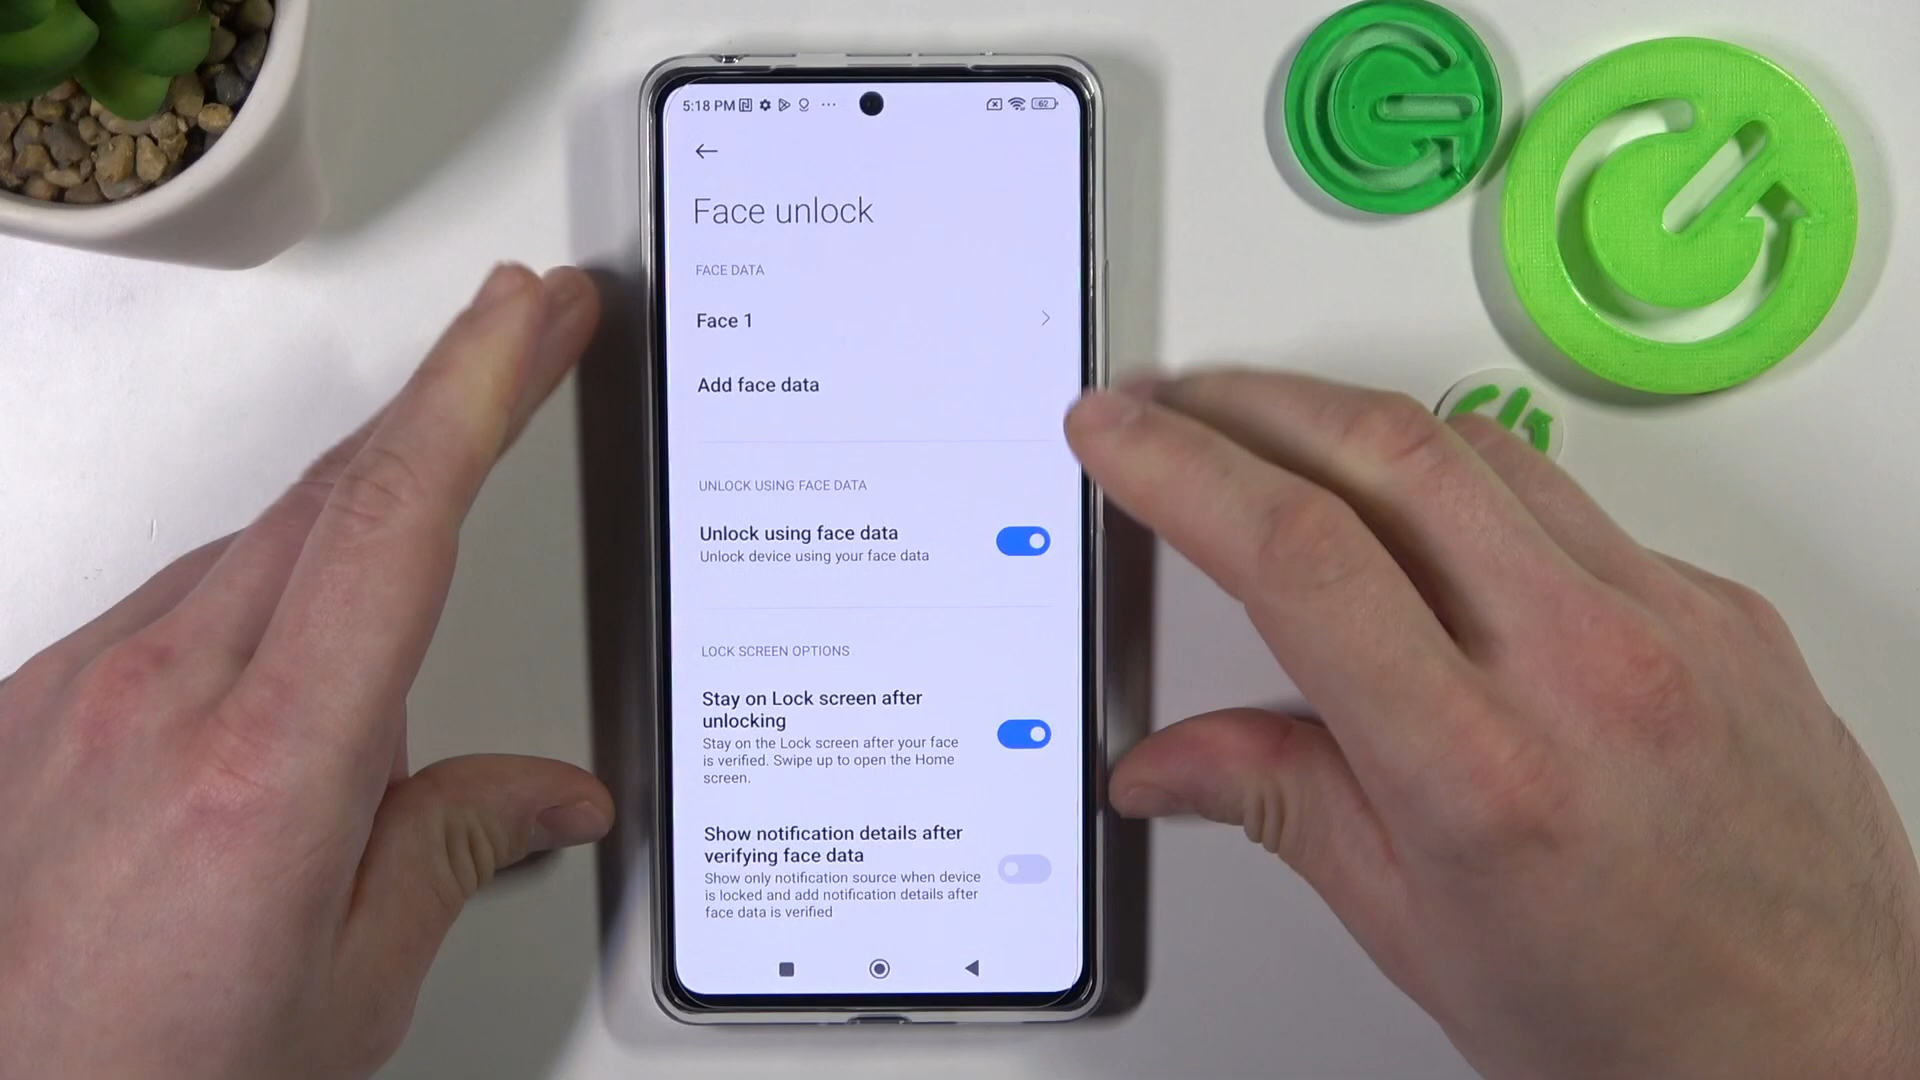 5:18 PM
62
Face unlock
FACE DATA
Face 1
Add face data
UNLOCK USING FACE DATA
Unlock using face data
Unlock device using your face data
LOCK SCREEN OPTIONS
Stay on Lock screen after
unlocking
Stay on the Lock screen after your face
is verified. Swipe up to open the Home
screen.
Show notification details after
verifying face data
Show only notification source when device
is locked and add notification details after
face data is verified